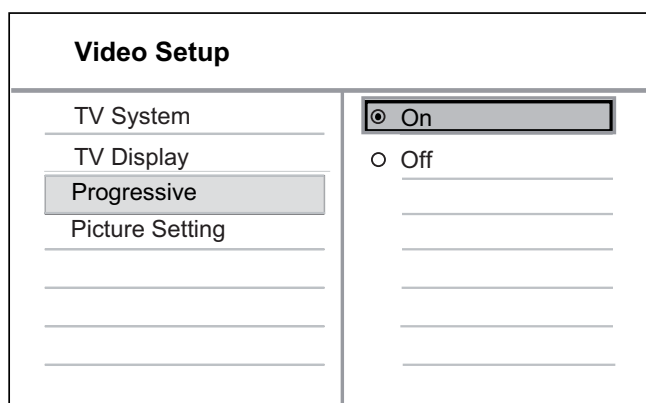 Video Setup
TV System
TV Display
Progressive
Picture Setting
On
Off